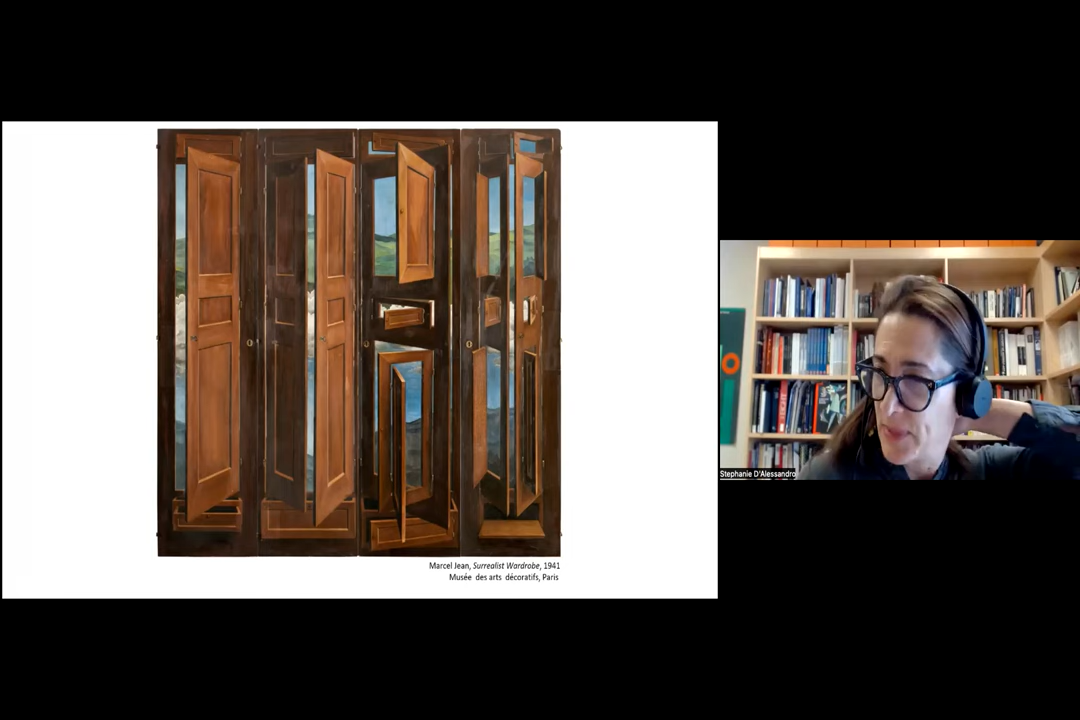 Marcel Jean, Surrealist Wardrobe, 1941
Musée des arts décoratifs, Paris
Stephanie D'Alessandro